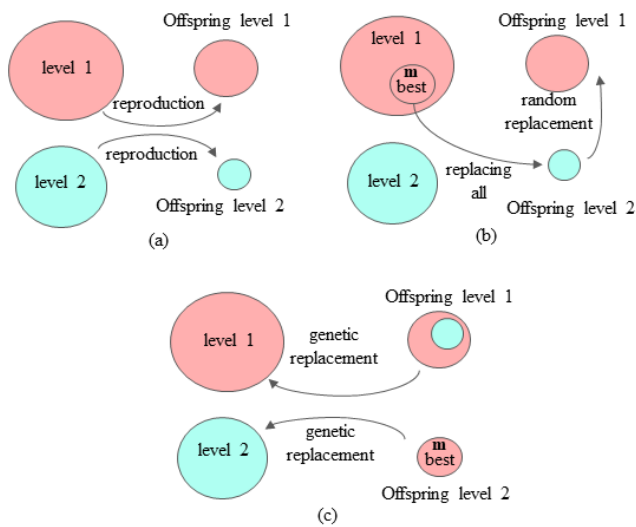 Offspring level 1
level 1
reproduction
reproduction
level 2
Offspring level 2
(a)
Offspring level 1
level 1
m
best
random
replacement
level 2
replacing
all
Offspring level 2
(b)
Offspring level 1
level 1
genetic
replacement
level 2
genetic
replacement
m
best
Offspring level 2
(c)